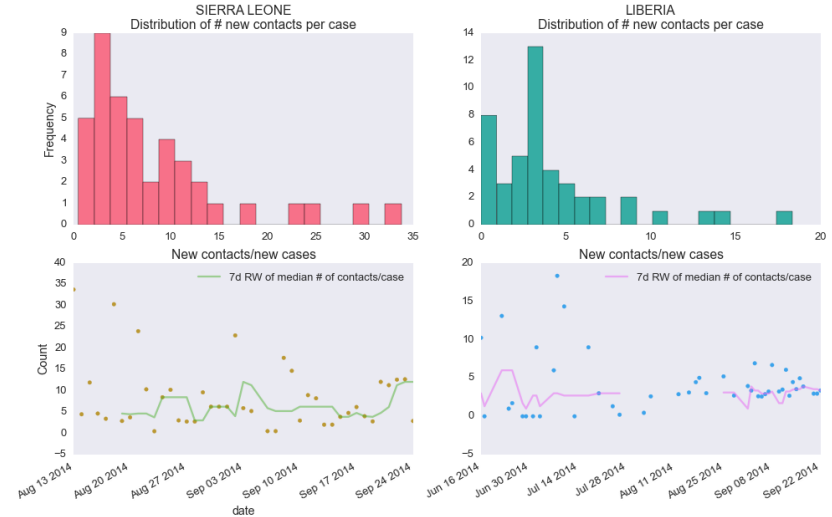 SIERRA LEONE
Distribution of # new contacts per case
9
8
7
6
5
4
3
2
1
0
Frequency
0 5 10 15 20 25 30 35
LIBERIA
Distribution of # new contacts per case
14
12
10
8
6
4
2
0
0 5 10 15 20
New contacts/new cases
7d RW of median # of contacts/case
40
35
30
25
20
15
10
5
0
−5
Count
Aug 13 2014 Aug 20 2014 Aug 27 2014 Sep 03 2014 Sep 10 2014 Sep 17 2014 Sep 24 2014
date
New contacts/new cases
7d RW of median # of contacts/case
20
15
10
5
0
−5
Jun 16 2014 Jun 30 2014 Jul 14 2014 Jul 28 2014 Aug 11 2014 Aug 25 2014 Sep 08 2014 Sep 22 2014